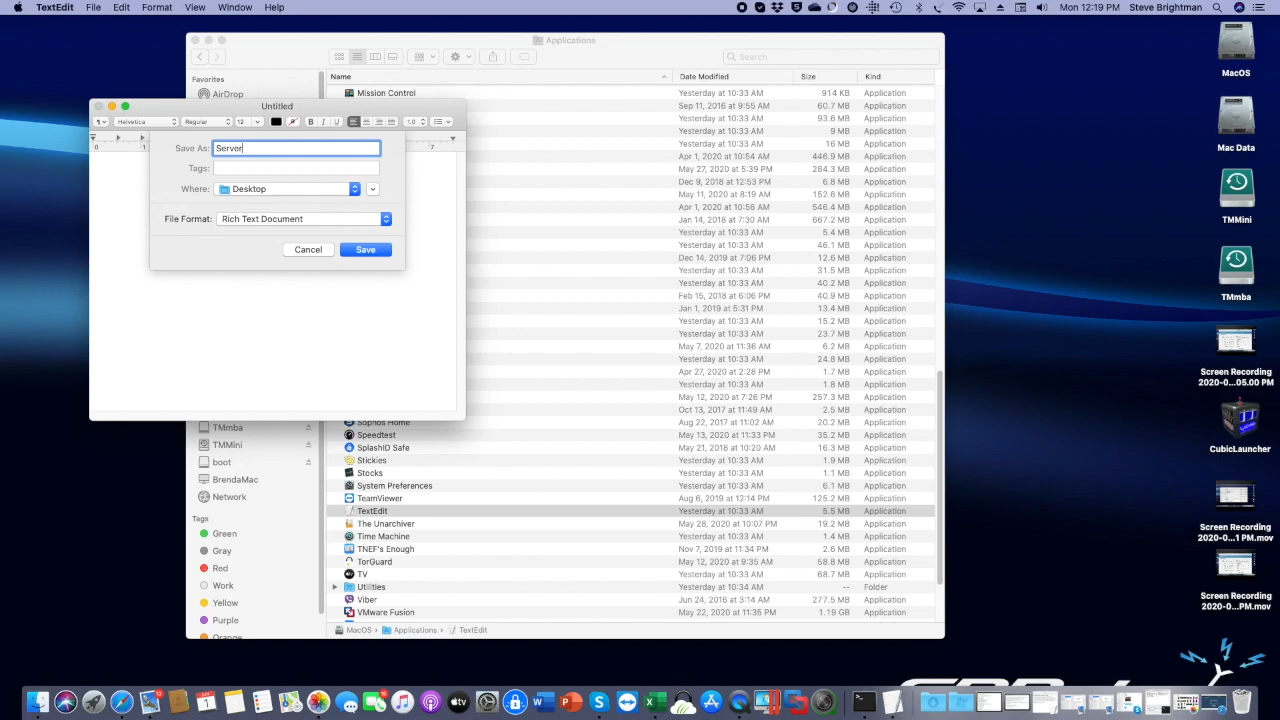 TextEdit File Edit Format View Window Help Mon 12:19 PM Steve Brightman
Applications
Search
Favorites
AirDrop
Name Date Modified Size Kind
Mission Control Yesterday at 10:33 AM 914 KB Application
Sep 11, 2016 at 9:55 AM 60.7 MB Application
Yesterday at 10:33 AM 93.6 MB Application
Yesterday at 10:33 AM 9 MB Application
Yesterday at 10:33 AM 16 MB Application
Apr 1, 2020 at 10:54 AM 446.9 MB Application
May 27, 2020 at 5:39 PM 284.3 MB Application
Dec 9, 2018 at 12:53 PM 6.8 MB Application
May 11, 2020 at 8:19 AM 152.6 MB Application
Apr 1, 2020 at 10:56 AM 546.4 MB Application
Jan 14, 2018 at 7:30 AM 667.2 MB Application
Yesterday at 10:33 AM 5.4 MB Application
Yesterday at 10:33 AM 46.1 MB Application
Dec 14, 2019 at 7:06 PM 12.6 MB Application
Yesterday at 10:33 AM 31.5 MB Application
Yesterday at 10:33 AM 40.2 MB Application
Feb 15, 2018 at 6:06 PM 40.9 MB Application
Jan 1, 2019 at 5:31 PM 13.4 MB Application
Yesterday at 10:33 AM 15.2 MB Application
Yesterday at 10:33 AM 23.7 MB Application
May 7, 2020 at 11:36 AM 6.2 MB Application
Yesterday at 10:33 AM 24.8 MB Application
Apr 27, 2020 at 2:28 PM 11.4 MB Application
Yesterday at 10:33 AM 1.8 MB Application
May 12, 2020 at 7:26 PM 257.3 MB Application
Oct 13, 2017 at 11:49 AM 2.5 MB Application
Sophos Home Aug 22, 2017 at 11:02 AM 20.2 MB Application
Speedtest May 13, 2020 at 8:46 AM 35.2 MB Application
SplashID Safe May 21, 2018 at 10:20 AM 16.3 MB Application
Stickies Yesterday at 10:33 AM 1.9 MB Application
Stocks Yesterday at 10:33 AM 1.1 MB Application
System Preferences Yesterday at 10:33 AM 6.1 MB Application
TeamViewer Aug 6, 2019 at 12:14 PM 125.2 MB Application
TextEdit Yesterday at 10:33 AM 5.5 MB Application
The Unarchiver May 28, 2020 at 10:07 PM 19.2 MB Application
Time Machine Yesterday at 10:33 AM 1.4 MB Application
TNEF's Enough Nov 7, 2019 at 11:34 PM 2.6 MB Application
TorGuard May 12, 2020 at 9:35 AM 58.8 MB Application
TV Yesterday at 10:33 AM 68.7 MB Application
Utilities Yesterday at 10:34 AM -- Folder
Viber Jun 24, 2016 at 3:14 AM 277.5 MB Application
VMware Fusion May 22, 2020 at 11:35 PM 1.19 GB Application
MacOS Applications TextEdit
TMmba
TMMini
boot
BrendaMac
Network
Tags
Green
Gray
Red
Work
Yellow
Purple
Orange
Untitled
Helvetica Regular 12 B I U 1.0
0 1 7
Save As: Server
Tags:
Where: Desktop
File Format: Rich Text Document
Cancel Save
MacOS
Mac Data
TMMini
TMmba
Screen Recording
2020-0...05.00 PM
CubicLauncher
Screen Recording
2020-0...1 PM.mov
Screen Recording
2020-0...PM.mov